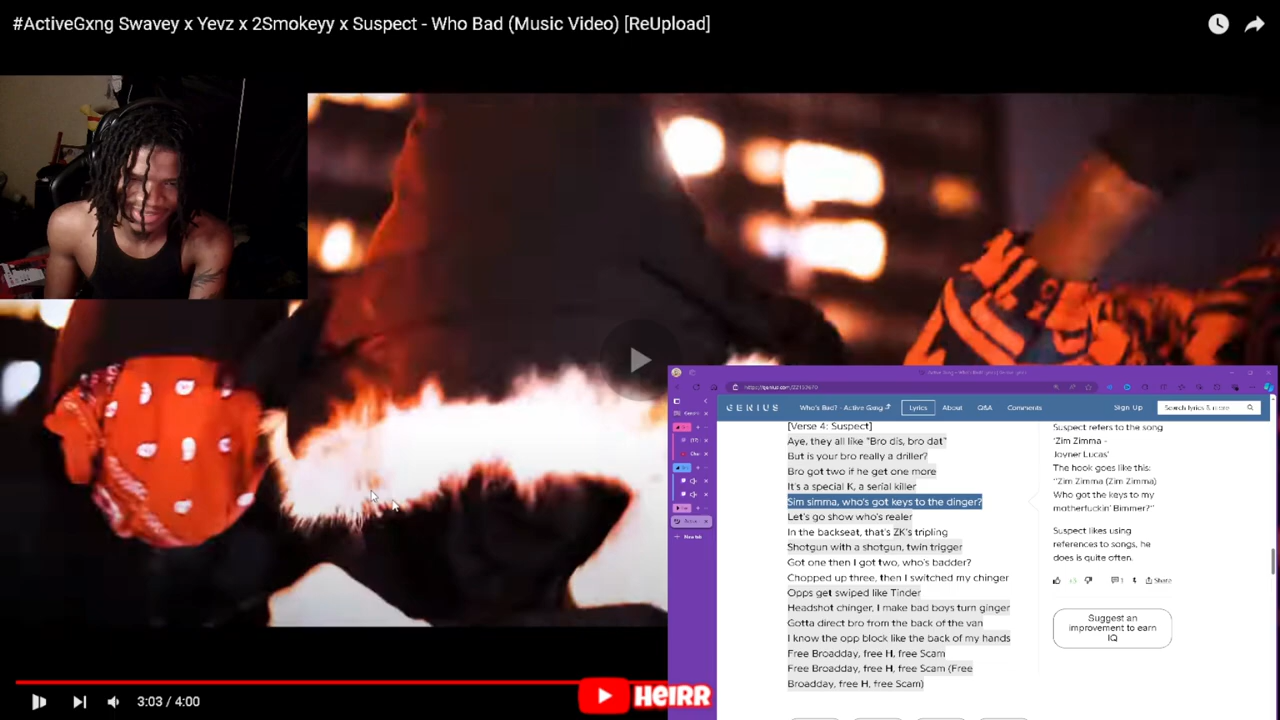 #ActiveGxng Swavey x Yevz x 2Smokeyy x Suspect - Who Bad (Music Video) [ReUpload]
GENIUS
Who's Bad? - Active Gang
Lyrics
About
Q&A
Comments
Sign Up
Search lyrics & more
[Verse 4: Suspect]
Aye, they all like "Bro dis, bro dat"
But is your bro really a driller?
Bro got two if he get one more
It's a special K, a serial killer
Sim simma, who's got keys to the dinger?
Let's go show who's realer
In the backseat, that's ZK's tripling
Shotgun with a shotgun, twin trigger
Got one then I got two, who's badder?
Chopped up three, then I switched my chinger
Opps get swiped like Tinder
Headshot chinger, I make bad boys turn ginger
Gotta direct bro from the back of the van
I know the opp block like the back of my hands
Free Broadday, free H, free Scam
Free Broadday, free H, free Scam (Free
Broadday, free H, free Scam)
Suspect refers to the song
'Zim Zimma -
Joyner Lucas'
The hook goes like this:
"Zim Zimma (Zim Zimma)
Who got the keys to my
motherfuckin' Bimmer?"
Suspect likes using
references to songs, he
does is quite often.
Share
Suggest an
improvement to earn
IQ
New tab
3:03 / 4:00
HEIRR